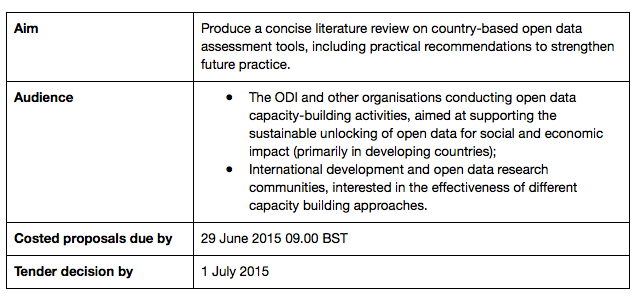 Aim
Produce a concise literature review on country-based open data
assessment tools, including practical recommendations to strengthen
future practice.
Audience
● The ODI and other organisations conducting open data
capacity-building activities, aimed at supporting the
sustainable unlocking of open data for social and economic
impact (primarily in developing countries);
● International development and open data research
communities, interested in the effectiveness of different
capacity building approaches.
Costed proposals due by
29 June 2015 09.00 BST
Tender decision by
1 July 2015